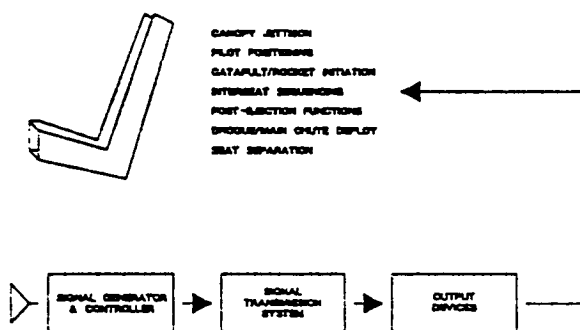 CANOPY JETTISON
PILOT POSITIONING
CATAPULT/ROCKET INITIATION
INTERSEAT SEQUENCING
POST-EJECTION FUNCTIONS
DROGUE/MAIN CHUTE DEPLOY
SEAT SEPARATION
SIGNAL GENERATOR
& CONTROLLER
SIGNAL
TRANSMISSION
SYSTEM
OUTPUT
DEVICES